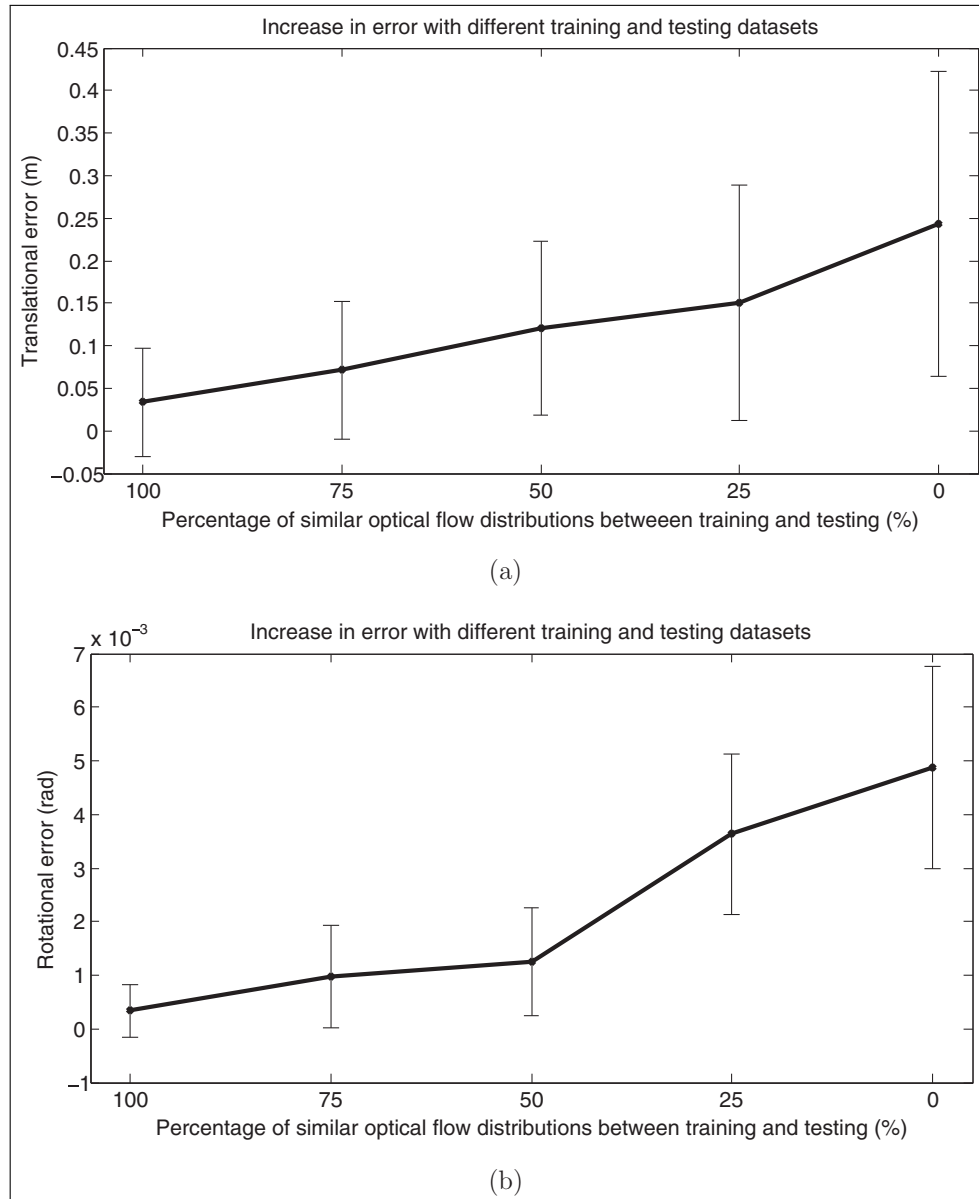 Increase in error with different training and testing datasets
0.45
0.4
0.35
0.3
0.25
0.2
0.15
0.1
0.05
0
−0.05
Translational error (m)
100 75 50 25 0
Percentage of similar optical flow distributions betweeen training and testing (%)
(a)
x 10−3
Increase in error with different training and testing datasets
7
6
5
4
3
2
1
0
−1
Rotational error (rad)
100 75 50 25 0
Percentage of similar optical flow distributions between training and testing (%)
(b)